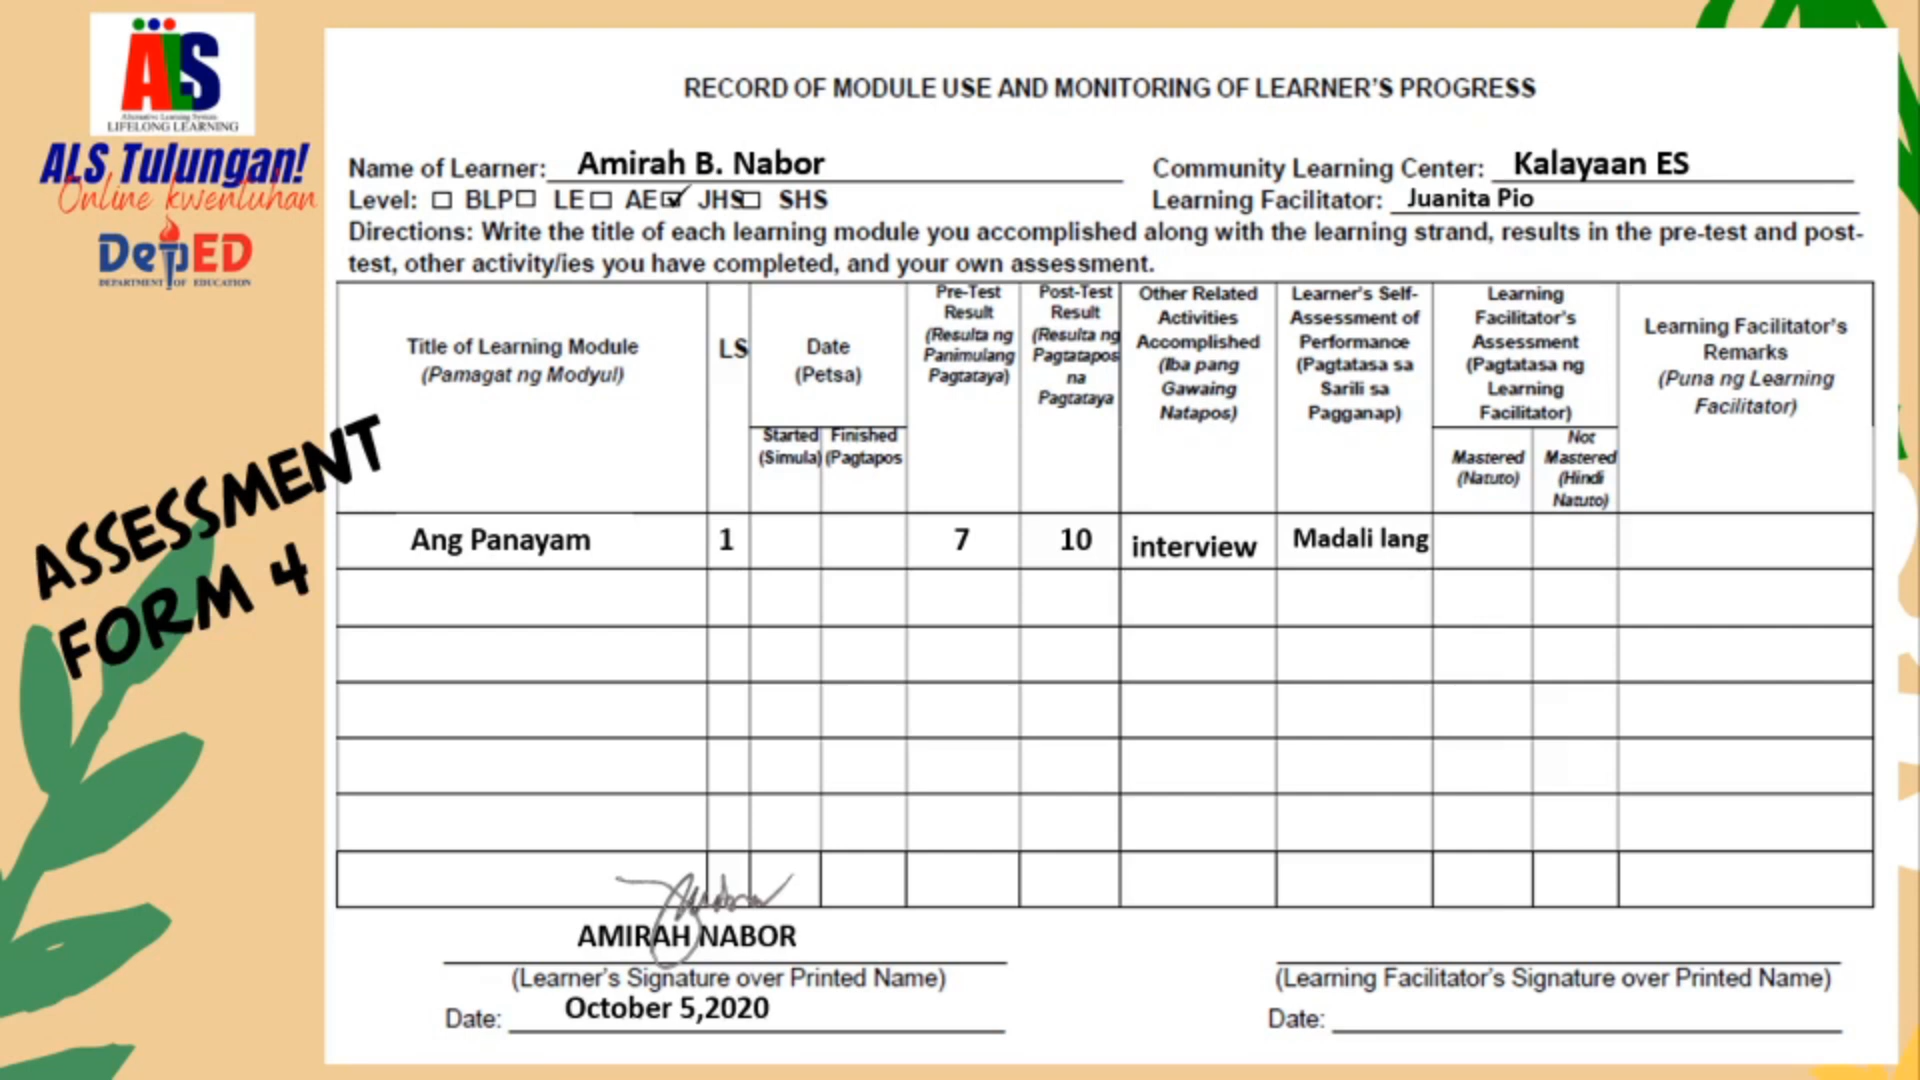 ALS
Alternative Learning System
LIFELONG LEARNING
ALS Tulungan!
Online kwentuhan
DepED
DEPARTMENT OF EDUCATION
ASSESSMENT
FORM 4
RECORD OF MODULE USE AND MONITORING OF LEARNER'S PROGRESS
Name of Learner: Amirah B. Nabor
Community Learning Center: Kalayaan ES
Level: ☐ BLP ☐ LE ☐ AE ☑ JHS ☐ SHS
Learning Facilitator: Juanita Pio
Directions: Write the title of each learning module you accomplished along with the learning strand, results in the pre-test and post-
test, other activity/ies you have completed, and your own assessment.
Title of Learning Module
(Pamagat ng Modyul)
LS
Date
(Petsa)
Started
(Simula)
Finished
(Pagtapos
Pre-Test
Result
(Resulta ng
Panimulang
Pagtataya)
Post-Test
Result
(Resulta ng
Pagtatapos
na
Pagtataya
Other Related
Activities
Accomplished
(Iba pang
Gawaing
Natapos)
Learner's Self-
Assessment of
Performance
(Pagtatasa sa
Sarili sa
Pagganap)
Learning
Facilitator's
Assessment
(Pagtatasa ng
Learning
Facilitator)
Mastered
(Natuto)
Not
Mastered
(Hindi
Natuto)
Learning Facilitator's
Remarks
(Puna ng Learning
Facilitator)
Ang Panayam 1 7 10 interview Madali lang
AMIRAH NABOR
(Learner's Signature over Printed Name)
Date: October 5,2020
(Learning Facilitator's Signature over Printed Name)
Date: